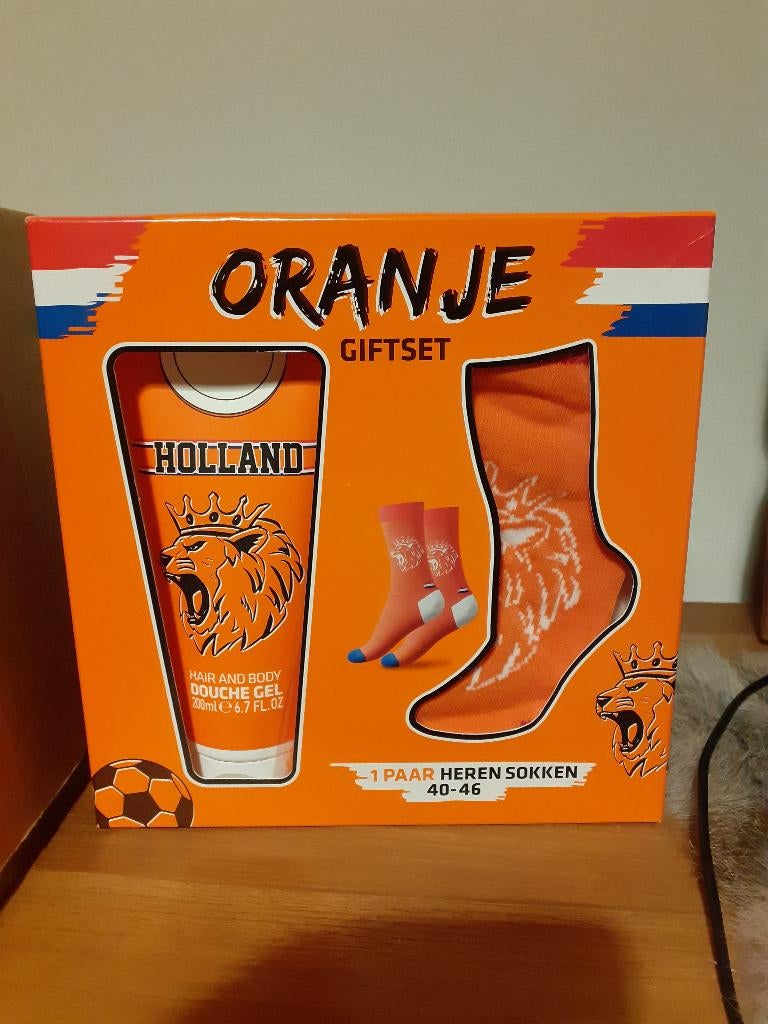 ORANJE
GIFTSET
HOLLAND
HAIR AND BODY
DOUCHE GEL
200ml ℮ 6.7 FL.OZ
1 PAAR HEREN SOKKEN
40-46